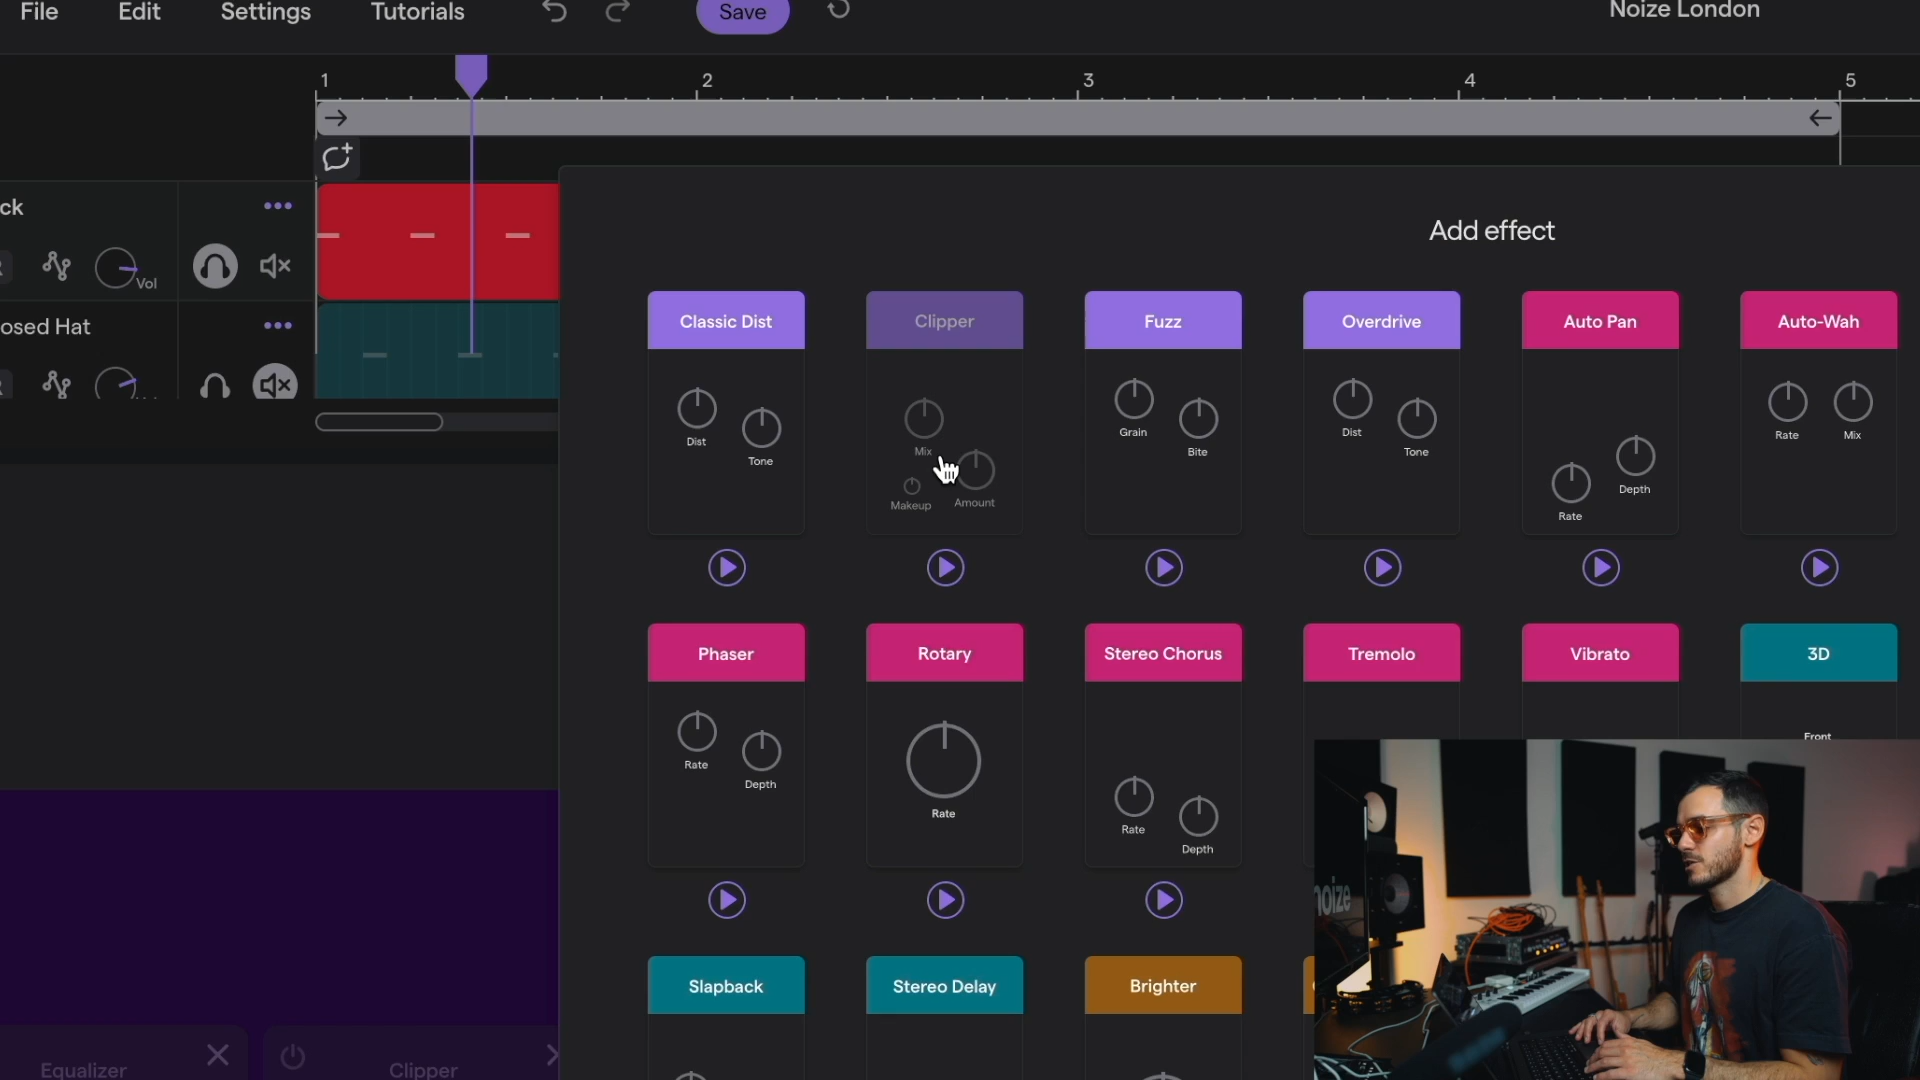 File Edit Settings Tutorials Save Noize London
1 2 3 4 5
ck
Vol
osed Hat
Add effect
Classic Dist Clipper Fuzz Overdrive Auto Pan Auto-Wah
Dist Tone
Mix Makeup Amount
Grain Bite
Dist Tone
Rate Depth
Rate Mix
Phaser Rotary Stereo Chorus Tremolo Vibrato 3D
Rate Depth
Rate
Rate Depth
Front
noize
Slapback Stereo Delay Brighter
Equalizer Clipper